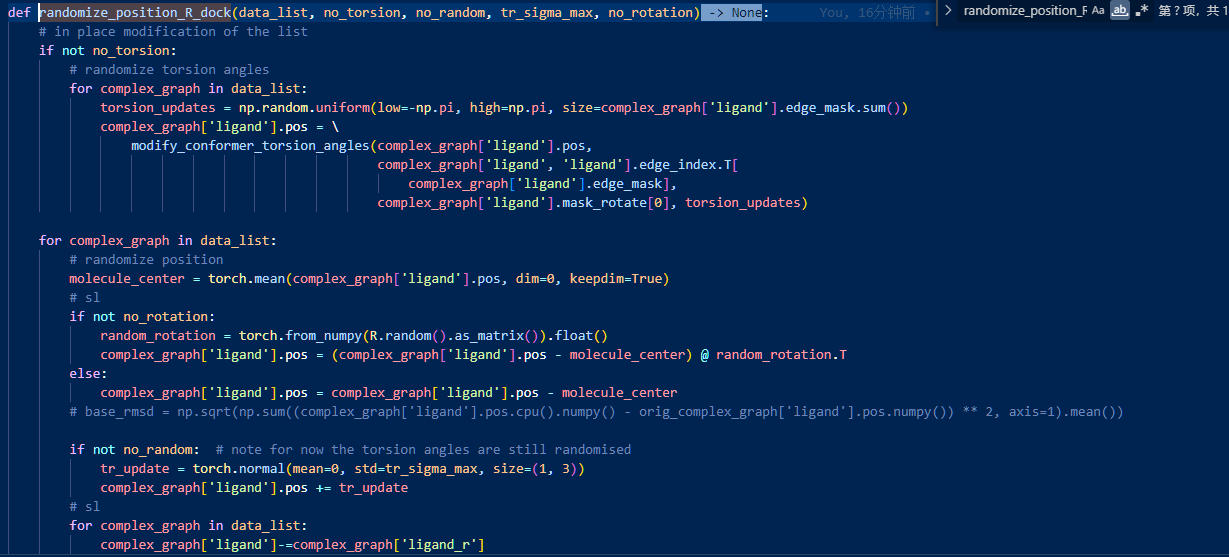 def randomize_position_R_dock(data_list, no_torsion, no_random, tr_sigma_max, no_rotation) -> None:    You, 16分钟前 •
randomize_position_F Aa ab .* 第?项, 共1
    # in place modification of the list
    if not no_torsion:
        # randomize torsion angles
        for complex_graph in data_list:
            torsion_updates = np.random.uniform(low=-np.pi, high=np.pi, size=complex_graph['ligand'].edge_mask.sum())
            complex_graph['ligand'].pos = \
                modify_conformer_torsion_angles(complex_graph['ligand'].pos,
                                                complex_graph['ligand', 'ligand'].edge_index.T[
                                                    complex_graph['ligand'].edge_mask],
                                                complex_graph['ligand'].mask_rotate[0], torsion_updates)
    for complex_graph in data_list:
        # randomize position
        molecule_center = torch.mean(complex_graph['ligand'].pos, dim=0, keepdim=True)
        # sl
        if not no_rotation:
            random_rotation = torch.from_numpy(R.random().as_matrix()).float()
            complex_graph['ligand'].pos = (complex_graph['ligand'].pos - molecule_center) @ random_rotation.T
        else:
            complex_graph['ligand'].pos = complex_graph['ligand'].pos - molecule_center
        # base_rmsd = np.sqrt(np.sum((complex_graph['ligand'].pos.cpu().numpy() - orig_complex_graph['ligand'].pos.numpy()) ** 2, axis=1).mean())
        if not no_random:  # note for now the torsion angles are still randomised
            tr_update = torch.normal(mean=0, std=tr_sigma_max, size=(1, 3))
            complex_graph['ligand'].pos += tr_update
        # sl
        for complex_graph in data_list:
            complex_graph['ligand']-=complex_graph['ligand_r']